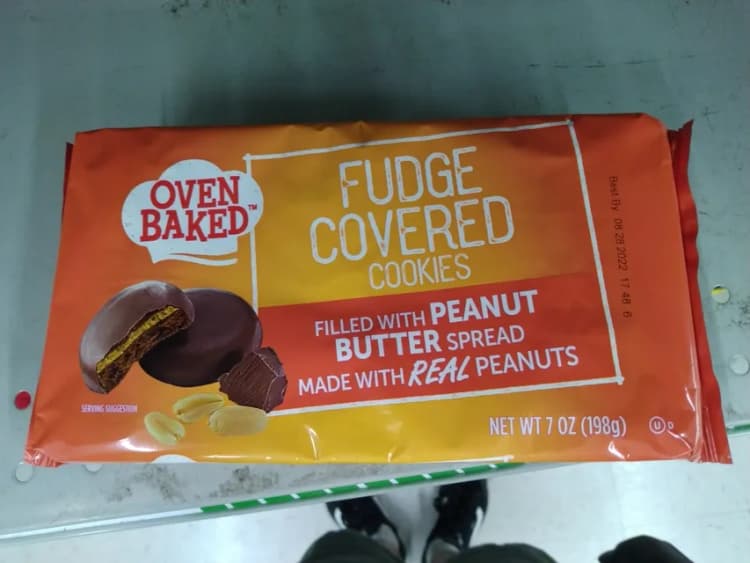 OVEN
BAKED™
FUDGE
COVERED
COOKIES
FILLED WITH PEANUT
BUTTER SPREAD
MADE WITH REAL PEANUTS
SERVING SUGGESTION
NET WT 7 OZ (198g)
U D
Best By 08 28 2022 17 48 6